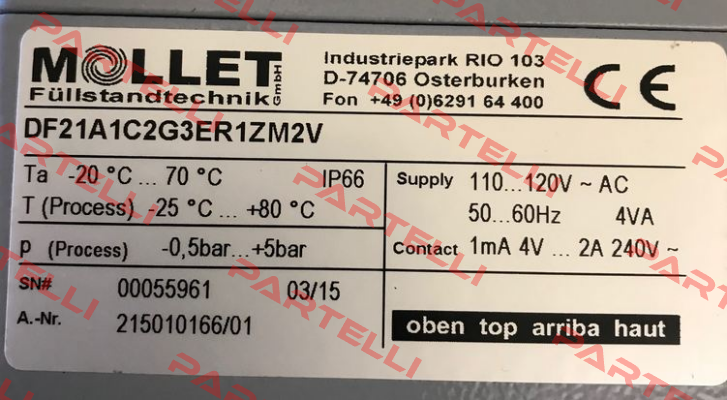 MOLLET GmbH
Füllstandtechnik
Industriepark RIO 103
D-74706 Osterburken
Fon +49 (0)6291 64 400
CE
DF21A1C2G3ER1ZM2V
Ta -20 °C ... 70 °C IP66
T (Process) -25 °C ... +80 °C
p (Process) -0,5bar... +5bar
SN# 00055961 03/15
A.-Nr. 215010166/01
Supply 110...120V ~ AC
50...60Hz 4VA
Contact 1mA 4V ... 2A 240V ~
oben top arriba haut
PARTELLI
PARTELLI
PARTELLI
PARTELLI
PARTELLI
PARTELLI